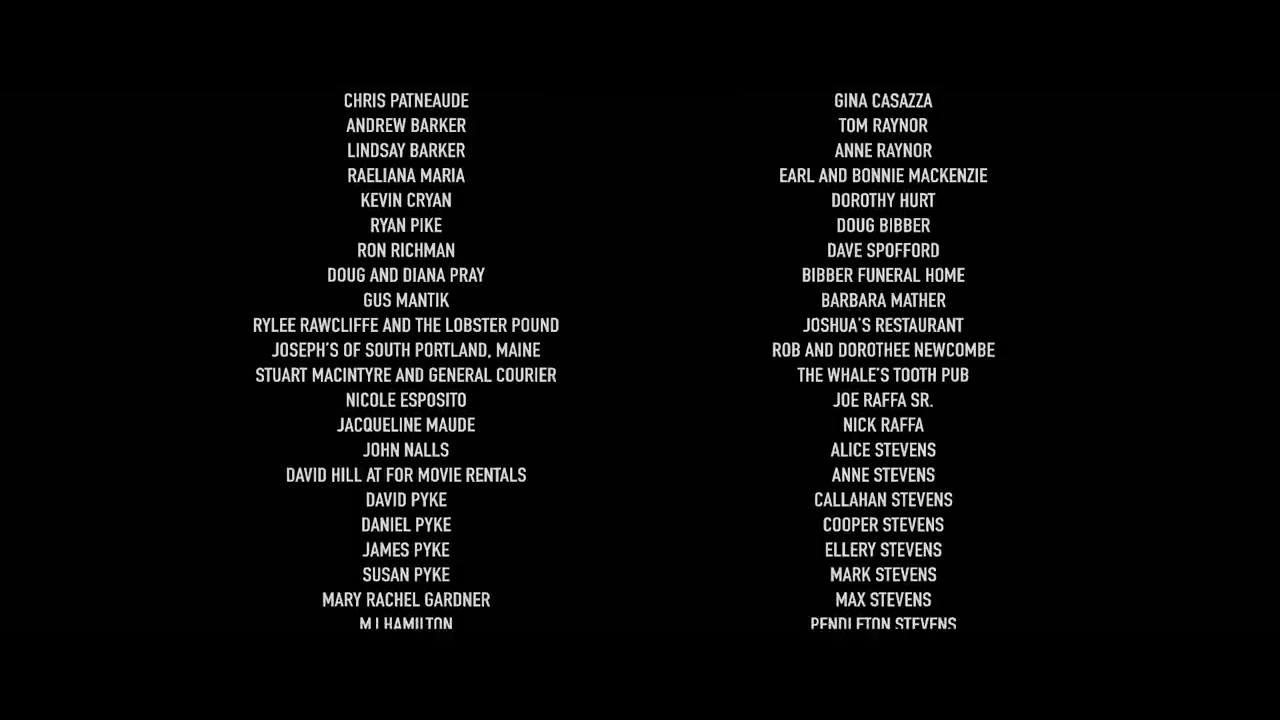 CHRIS PATNEAUDE
ANDREW BARKER
LINDSAY BARKER
RAELIANA MARIA
KEVIN CRYAN
RYAN PIKE
RON RICHMAN
DOUG AND DIANA PRAY
GUS MANTIK
RYLEE RAWCLIFFE AND THE LOBSTER POUND
JOSEPH'S OF SOUTH PORTLAND, MAINE
STUART MACINTYRE AND GENERAL COURIER
NICOLE ESPOSITO
JACQUELINE MAUDE
JOHN NALLS
DAVID HILL AT FOR MOVIE RENTALS
DAVID PYKE
DANIEL PYKE
JAMES PYKE
SUSAN PYKE
MARY RACHEL GARDNER
MJ HAMILTON
GINA CASAZZA
TOM RAYNOR
ANNE RAYNOR
EARL AND BONNIE MACKENZIE
DOROTHY HURT
DOUG BIBBER
DAVE SPOFFORD
BIBBER FUNERAL HOME
BARBARA MATHER
JOSHUA'S RESTAURANT
ROB AND DOROTHEE NEWCOMBE
THE WHALE'S TOOTH PUB
JOE RAFFA SR.
NICK RAFFA
ALICE STEVENS
ANNE STEVENS
CALLAHAN STEVENS
COOPER STEVENS
ELLERY STEVENS
MARK STEVENS
MAX STEVENS
PENDLETON STEVENS